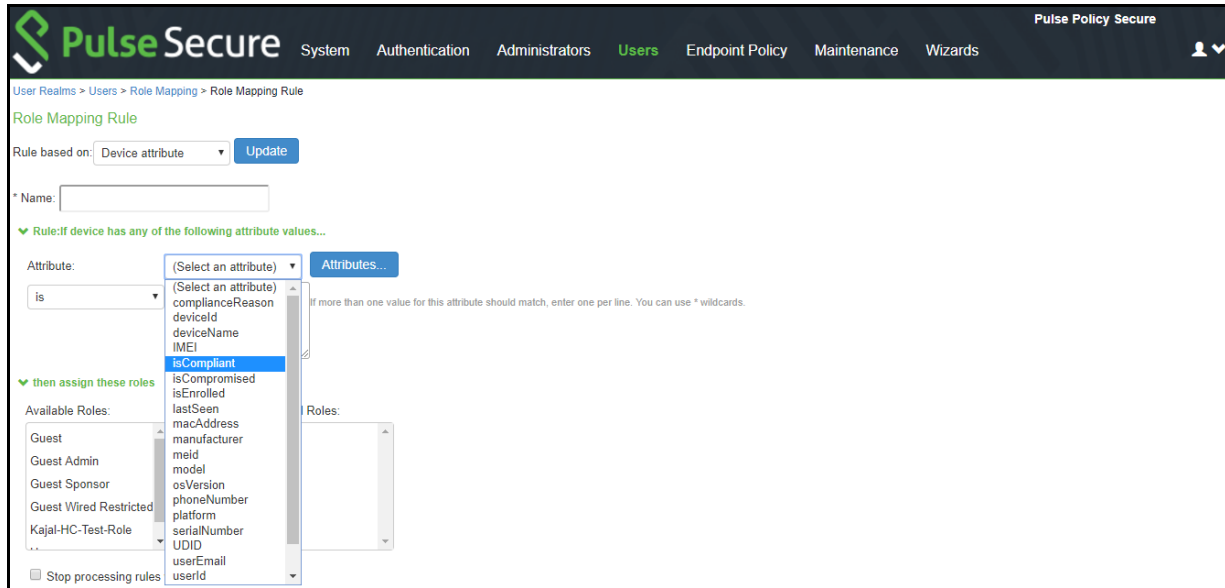 Pulse Policy Secure
Pulse Secure System Authentication Administrators Users Endpoint Policy Maintenance Wizards
User Realms > Users > Role Mapping > Role Mapping Rule
Role Mapping Rule
Rule based on: Device attribute Update
* Name:
Rule:If device has any of the following attribute values...
Attribute: (Select an attribute) Attributes...
is
If more than one value for this attribute should match, enter one per line. You can use * wildcards.
(Select an attribute)
complianceReason
deviceId
deviceName
IMEI
isCompliant
isCompromised
isEnrolled
lastSeen
macAddress
manufacturer
meid
model
osVersion
phoneNumber
platform
serialNumber
UDID
userEmail
userId
then assign these roles
Available Roles:
Roles:
Guest
Guest Admin
Guest Sponsor
Guest Wired Restricted
Kajal-HC-Test-Role
Stop processing rules